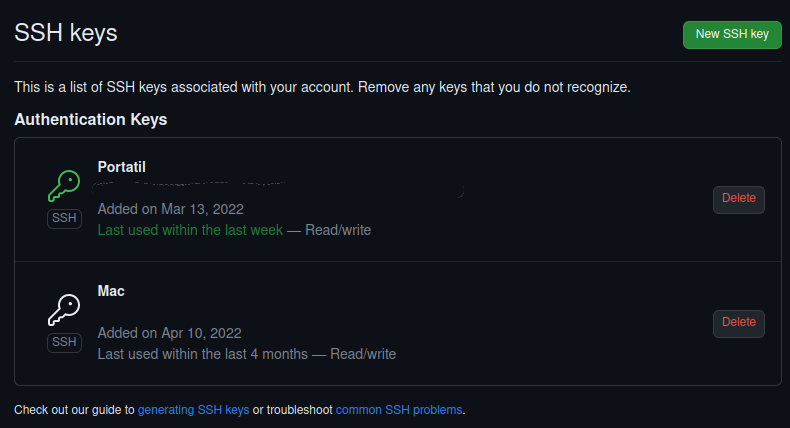 SSH keys
New SSH key
This is a list of SSH keys associated with your account. Remove any keys that you do not recognize.
Authentication Keys
Portatil
SSH
Added on Mar 13, 2022
Last used within the last week — Read/write
Delete
Mac
SSH
Added on Apr 10, 2022
Last used within the last 4 months — Read/write
Delete
Check out our guide to generating SSH keys or troubleshoot common SSH problems.